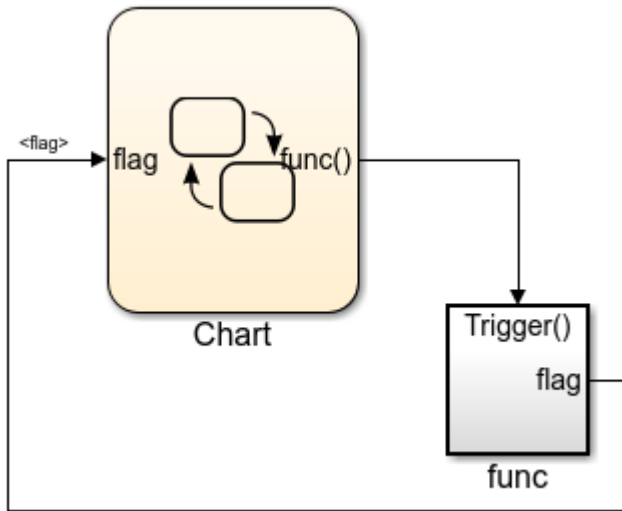 <flag>
flag
func()
Chart
Trigger()
flag
func